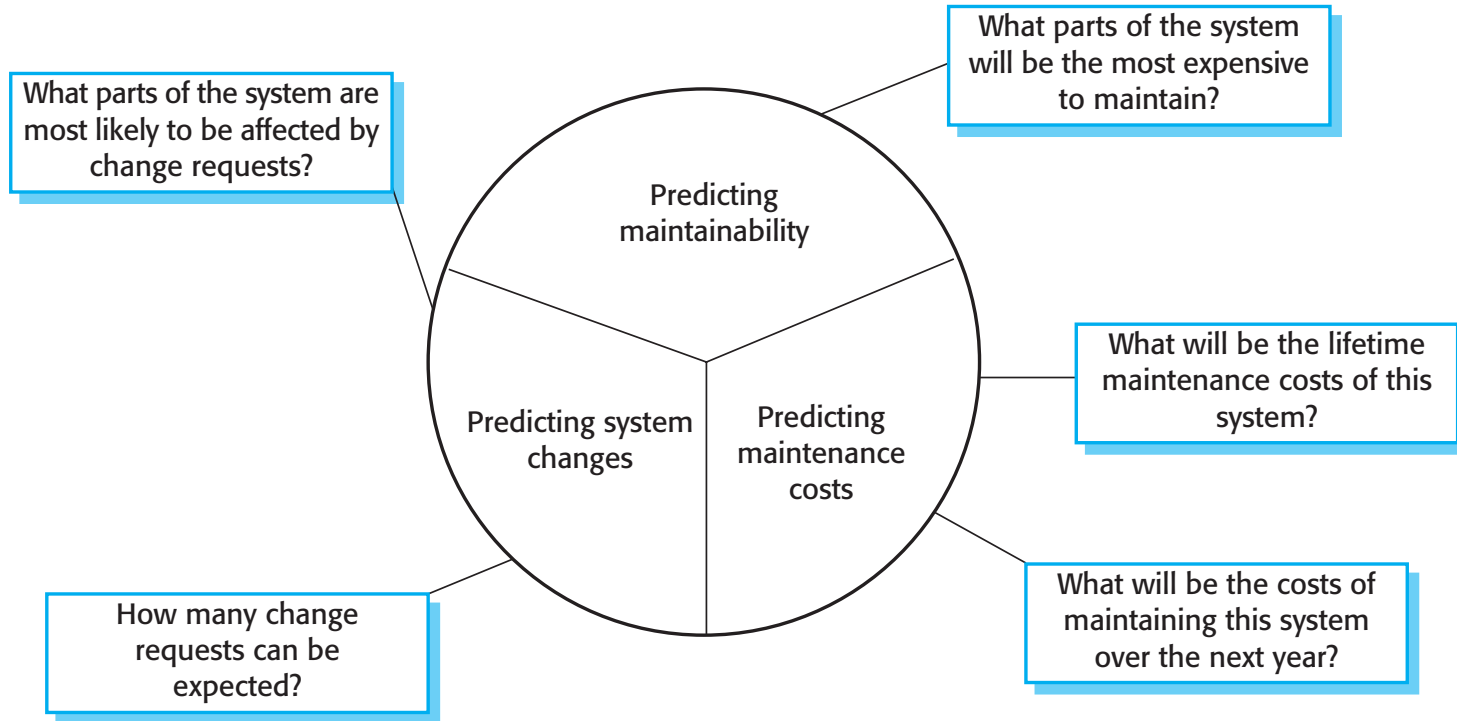 What parts of the system
will be the most expensive
to maintain?
What parts of the system are
most likely to be affected by
change requests?
Predicting
maintainability
What will be the lifetime
maintenance costs of this
system?
Predicting system
changes
Predicting
maintenance
costs
What will be the costs of
maintaining this system
over the next year?
How many change
requests can be
expected?